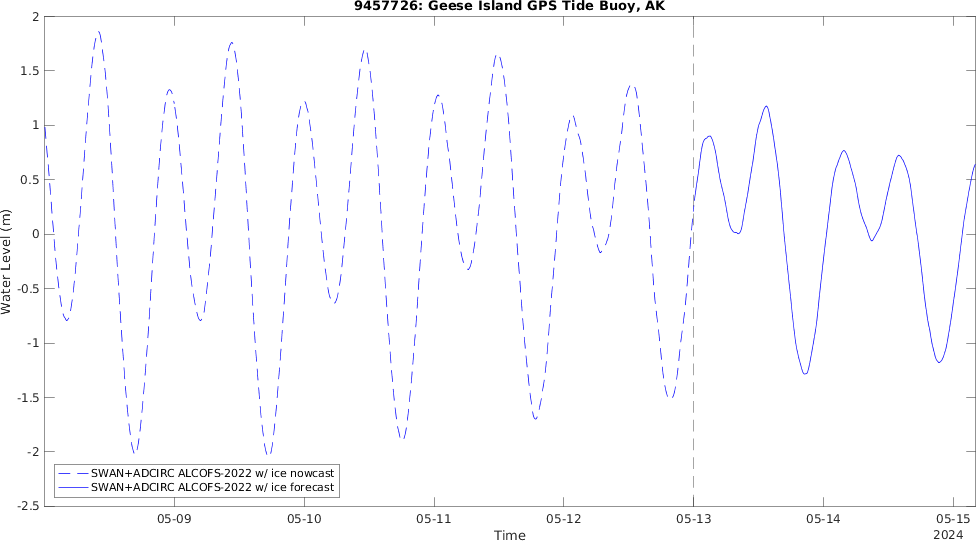 9457726: Geese Island GPS Tide Buoy, AK
2
1.5
1
0.5
0
-0.5
-1
-1.5
-2
-2.5
Water Level (m)
SWAN+ADCIRC ALCOFS-2022 w/ ice nowcast
SWAN+ADCIRC ALCOFS-2022 w/ ice forecast
05-09 05-10 05-11 05-12 05-13 05-14 05-15
Time 2024